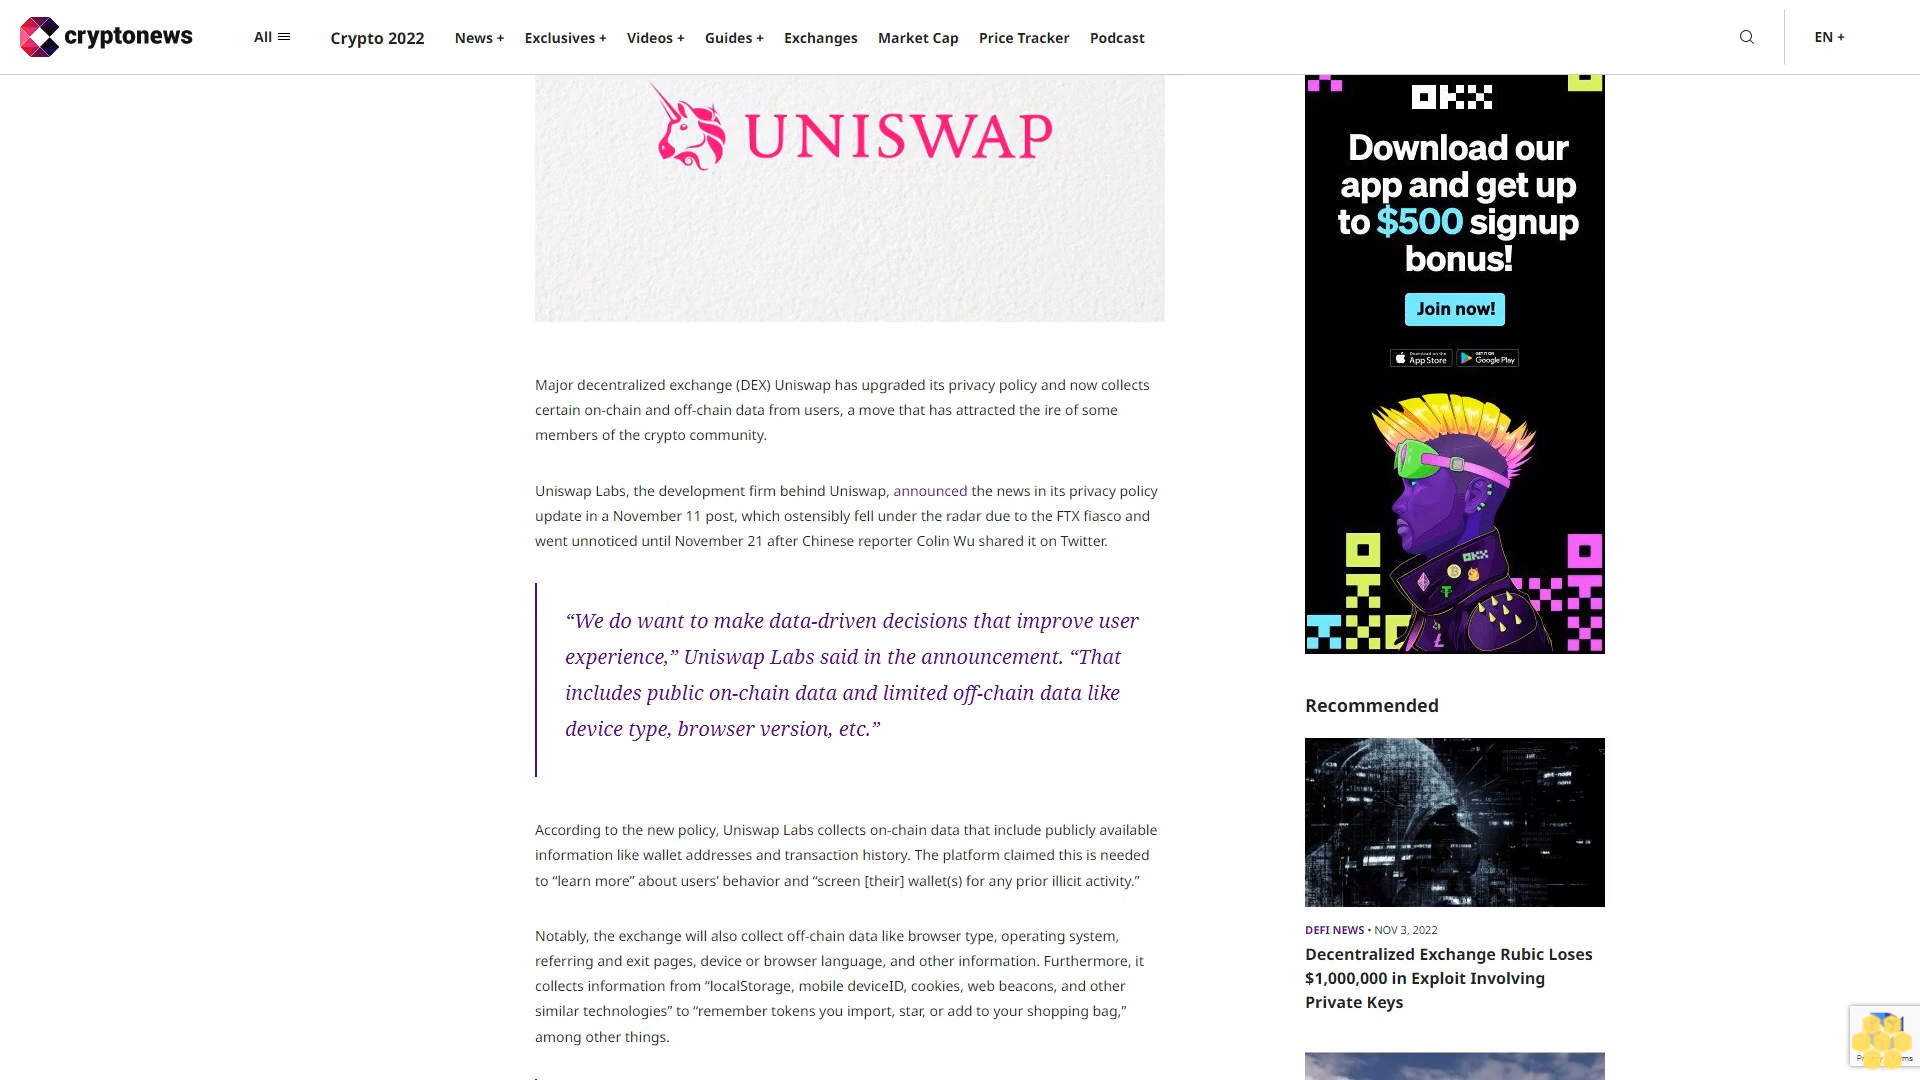 cryptonews
All
Crypto 2022
News +
Exclusives +
Videos +
Guides +
Exchanges
Market Cap
Price Tracker
Podcast
EN +
UNISWAP
Major decentralized exchange (DEX) Uniswap has upgraded its privacy policy and now collects
certain on-chain and off-chain data from users, a move that has attracted the ire of some
members of the crypto community.
Uniswap Labs, the development firm behind Uniswap, announced the news in its privacy policy
update in a November 11 post, which ostensibly fell under the radar due to the FTX fiasco and
went unnoticed until November 21 after Chinese reporter Colin Wu shared it on Twitter.
“We do want to make data-driven decisions that improve user
experience,” Uniswap Labs said in the announcement. “That
includes public on-chain data and limited off-chain data like
device type, browser version, etc.”
According to the new policy, Uniswap Labs collects on-chain data that include publicly available
information like wallet addresses and transaction history. The platform claimed this is needed
to “learn more” about users’ behavior and “screen [their] wallet(s) for any prior illicit activity.”
Notably, the exchange will also collect off-chain data like browser type, operating system,
referring and exit pages, device or browser language, and other information. Furthermore, it
collects information from “localStorage, mobile deviceID, cookies, web beacons, and other
similar technologies” to “remember tokens you import, star, or add to your shopping bag,”
among other things.
OKX
Download our
app and get up
to $500 signup
bonus!
Join now!
Download on the
App Store
GET IT ON
Google Play
OKX
Recommended
DEFI NEWS • NOV 3, 2022
Decentralized Exchange Rubic Loses
$1,000,000 in Exploit Involving
Private Keys